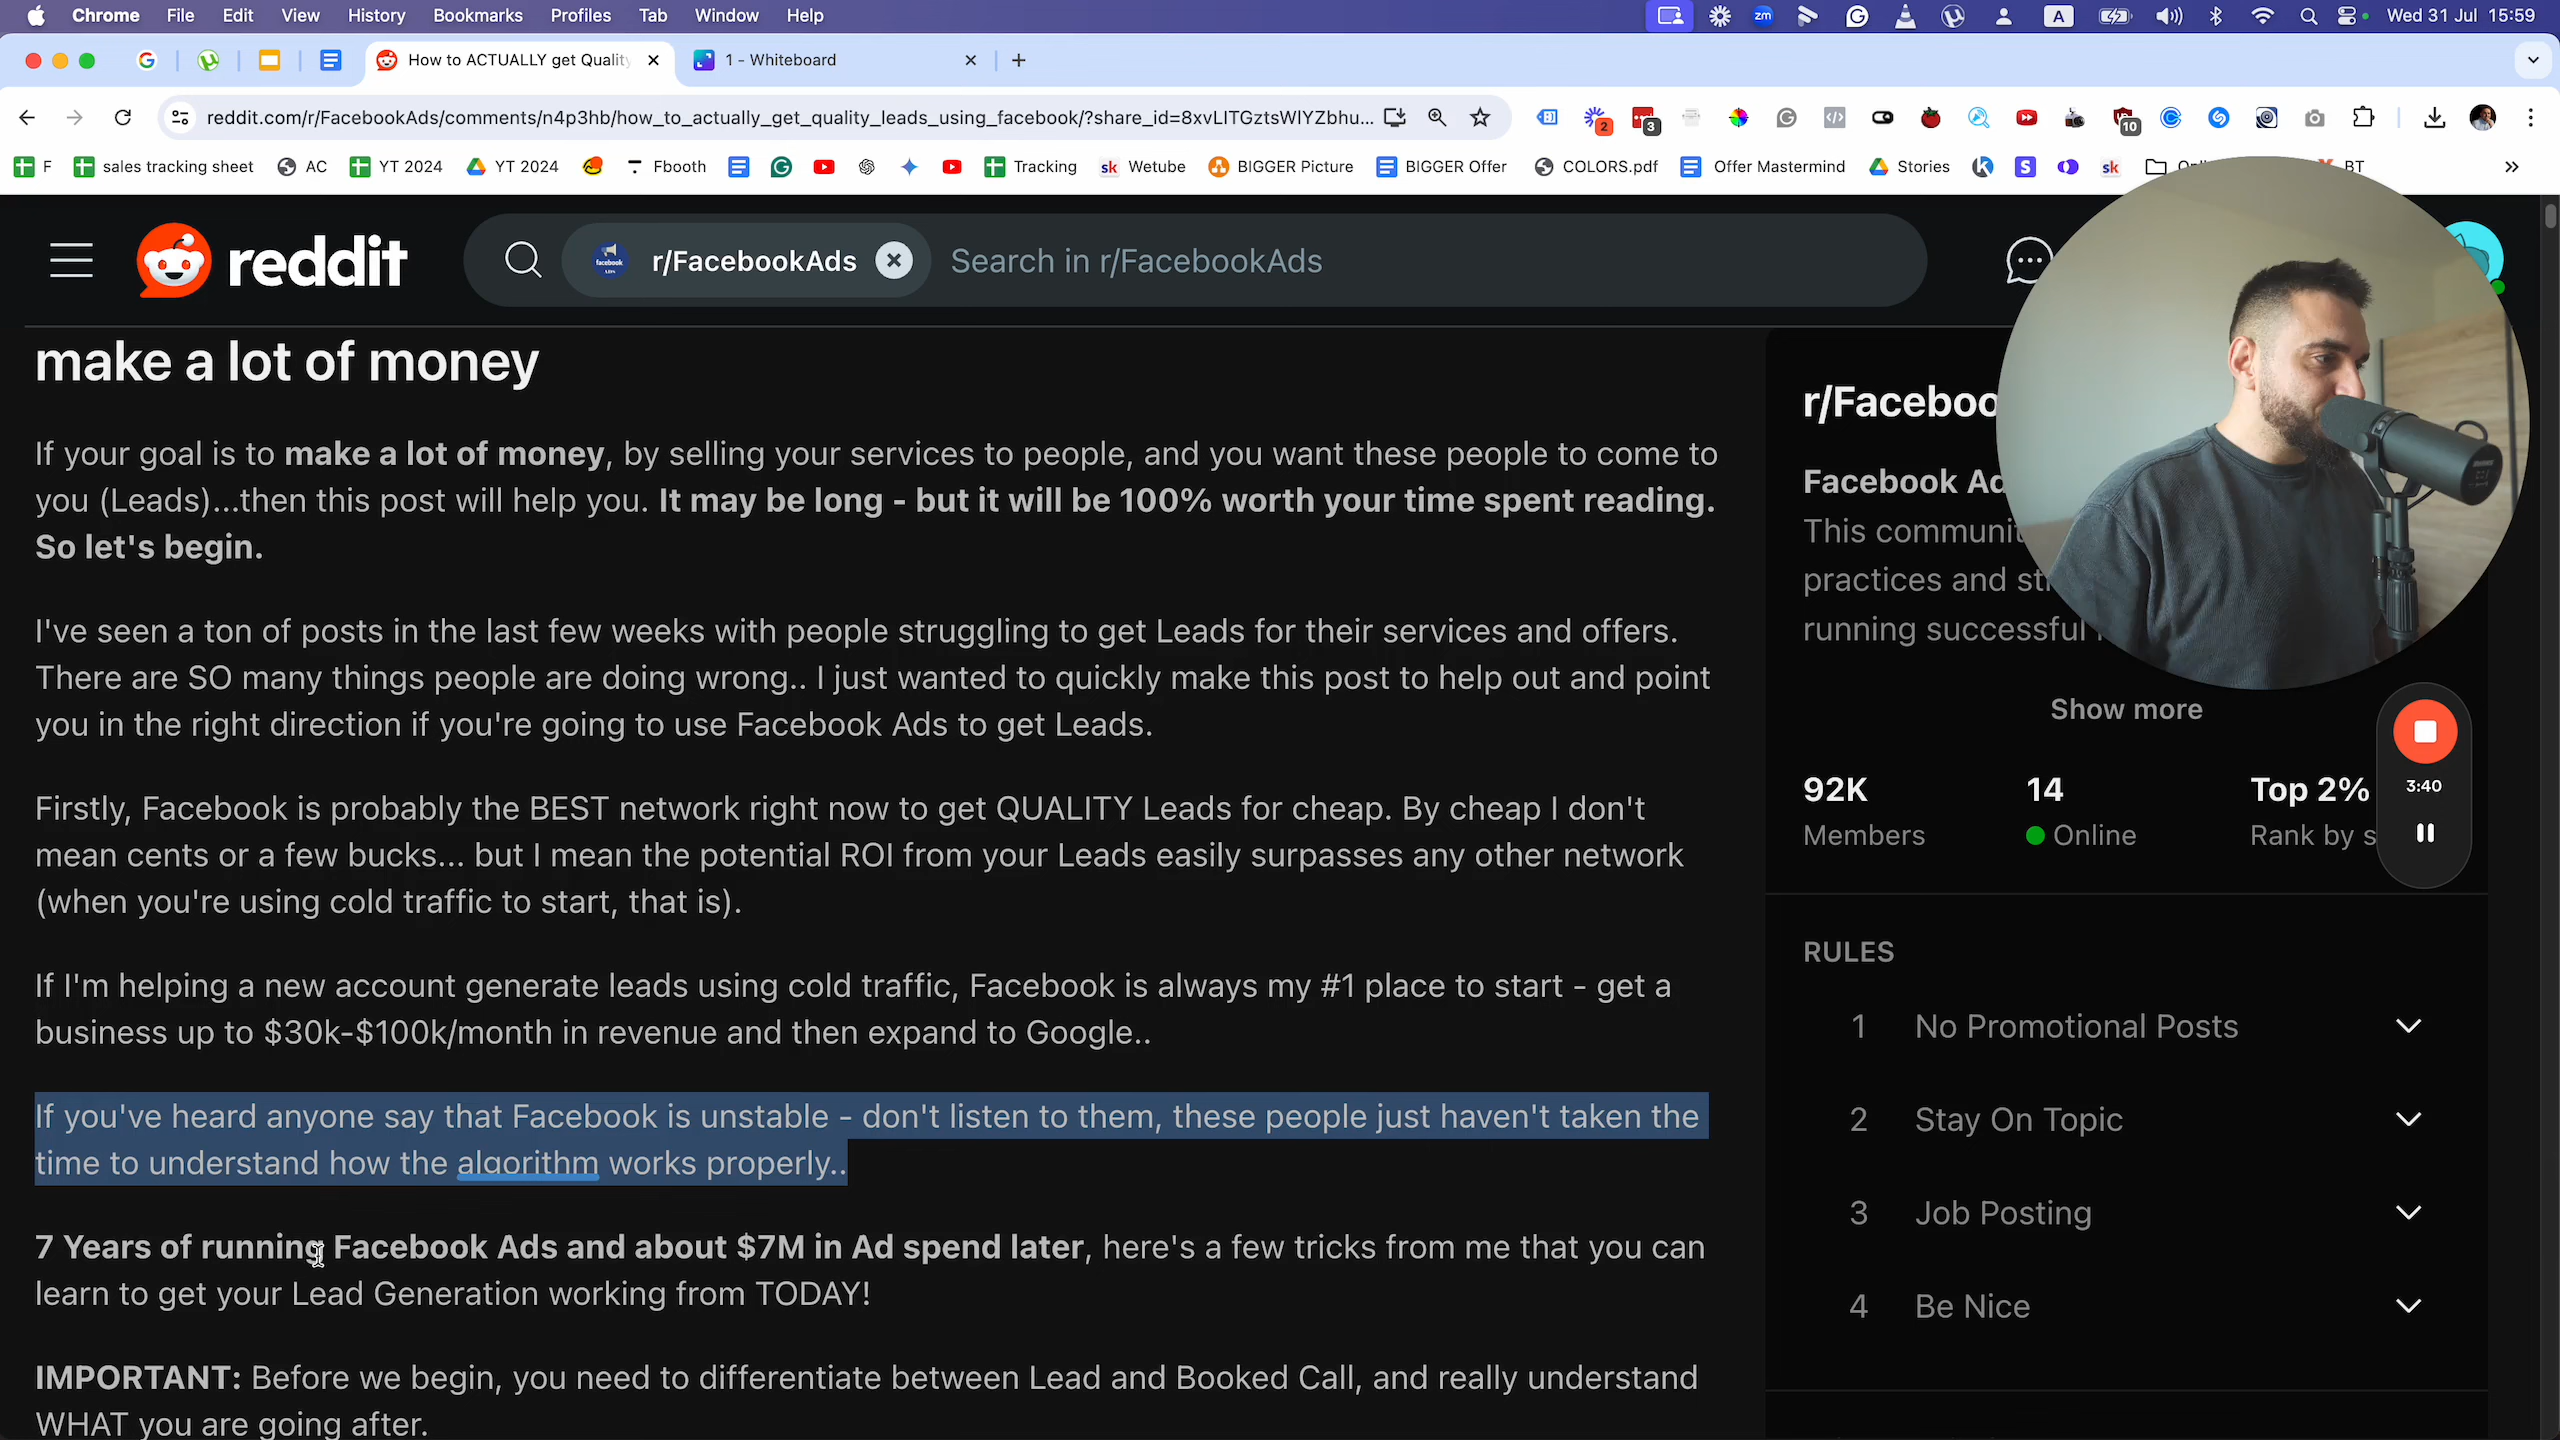 Chrome File Edit View History Bookmarks Profiles Tab Window Help
zm A Wed 31 Jul 15:59
How to ACTUALLY get Quality
1 - Whiteboard
reddit.com/r/FacebookAds/comments/n4p3hb/how_to_actually_get_quality_leads_using_facebook/?share_id=8xvLITGztsWlYZbhu...
2 3 10
F sales tracking sheet AC YT 2024 YT 2024 Fbooth Tracking sk Wetube BIGGER Picture BIGGER Offer COLORS.pdf Offer Mastermind Stories S sk BT
reddit
r/FacebookAds Search in r/FacebookAds
make a lot of money
If your goal is to make a lot of money, by selling your services to people, and you want these people to come to
you (Leads)...then this post will help you. It may be long - but it will be 100% worth your time spent reading.
So let's begin.
I've seen a ton of posts in the last few weeks with people struggling to get Leads for their services and offers.
There are SO many things people are doing wrong.. I just wanted to quickly make this post to help out and point
you in the right direction if you're going to use Facebook Ads to get Leads.
Firstly, Facebook is probably the BEST network right now to get QUALITY Leads for cheap. By cheap I don't
mean cents or a few bucks... but I mean the potential ROI from your Leads easily surpasses any other network
(when you're using cold traffic to start, that is).
If I'm helping a new account generate leads using cold traffic, Facebook is always my #1 place to start - get a
business up to $30k-$100k/month in revenue and then expand to Google..
If you've heard anyone say that Facebook is unstable - don't listen to them, these people just haven't taken the
time to understand how the algorithm works properly..
7 Years of running Facebook Ads and about $7M in Ad spend later, here's a few tricks from me that you can
learn to get your Lead Generation working from TODAY!
IMPORTANT: Before we begin, you need to differentiate between Lead and Booked Call, and really understand
WHAT you are going after.
r/Faceboo
Facebook Ad
This communi
practices and st
running successful
Show more
92K 14 Top 2%
Members Online Rank by s
3:40
RULES
1 No Promotional Posts
2 Stay On Topic
3 Job Posting
4 Be Nice